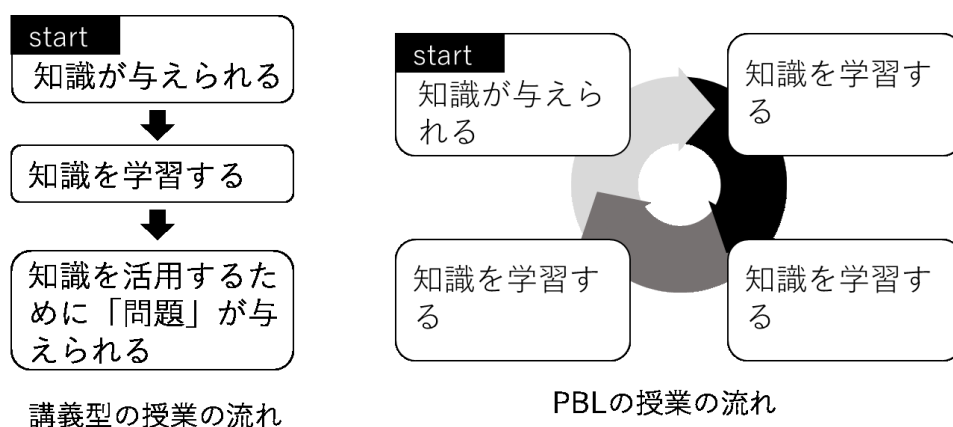 start
知識が与えられる
知識を学習する
知識を活用するた
めに「問題」が与
えられる
講義型の授業の流れ
start
知識が与えら
れる
知識を学習す
る
知識を学習す
る
知識を学習す
る
PBLの授業の流れ